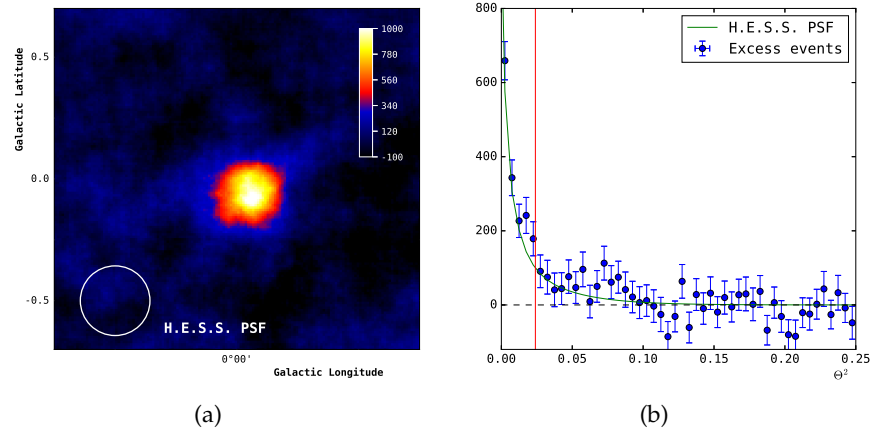 0.5
0.0
-0.5
Galactic Latitude
1000
780
560
340
120
-100
H.E.S.S. PSF
0°00'
Galactic Longitude
(a)
800
600
400
200
0
H.E.S.S. PSF
Excess events
0.00 0.05 0.10 0.15 0.20 0.25
Θ²
(b)